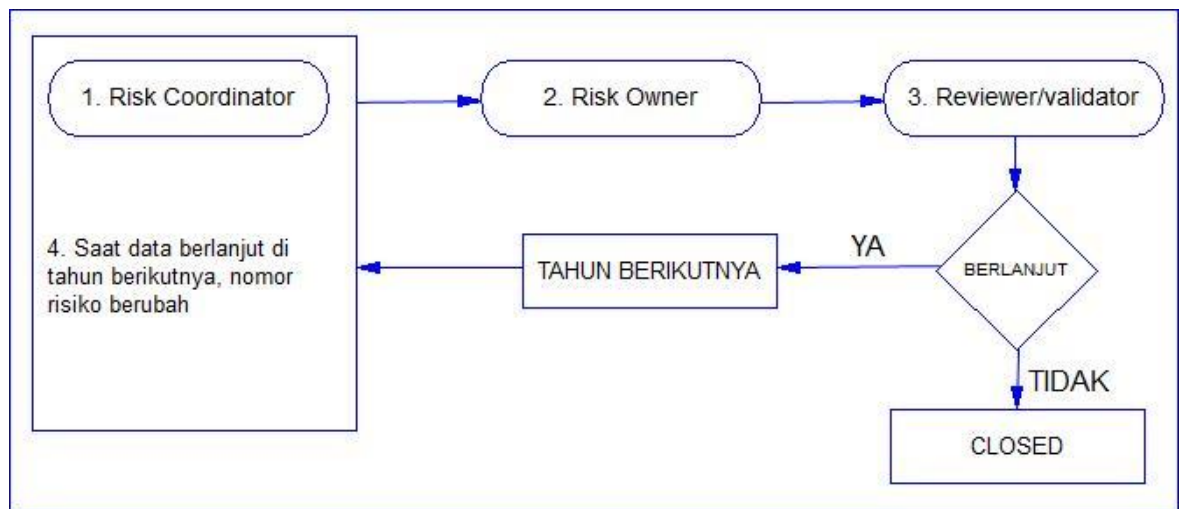 1. Risk Coordinator
2. Risk Owner
3. Reviewer/validator
4. Saat data berlanjut di
tahun berikutnya, nomor
risiko berubah
TAHUN BERIKUTNYA
YA
BERLANJUT
TIDAK
CLOSED